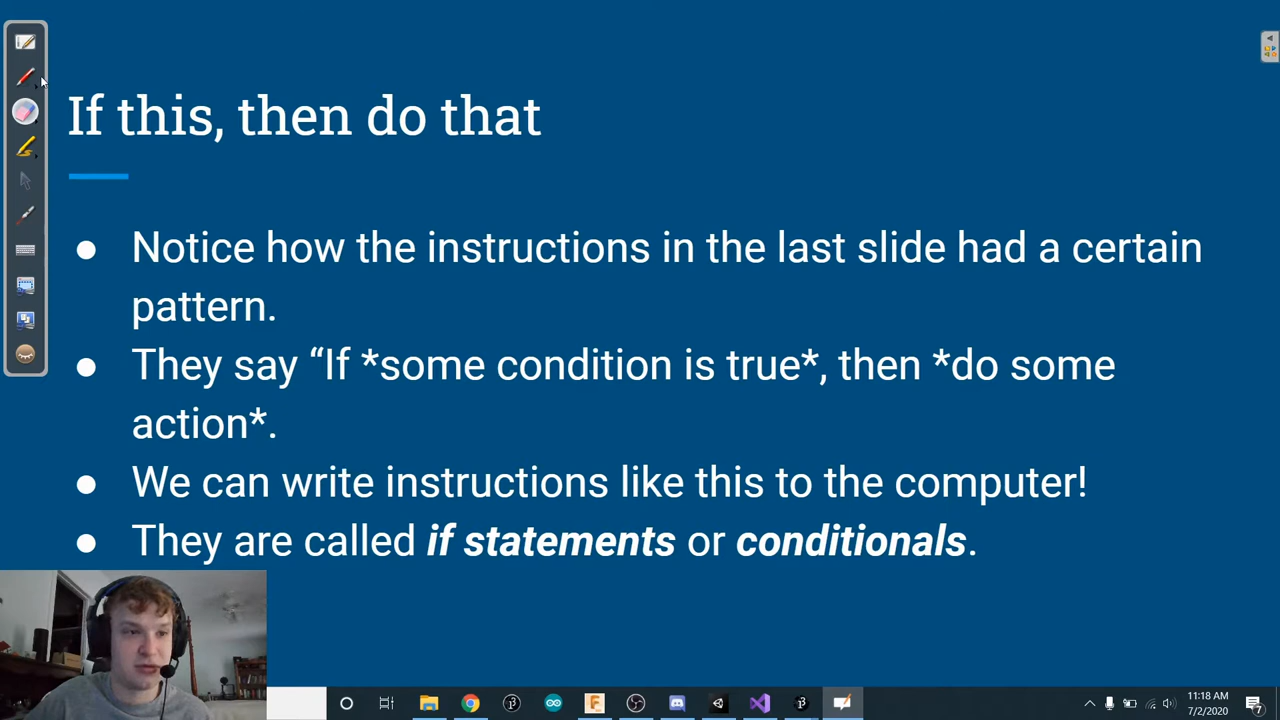 If this, then do that
● Notice how the instructions in the last slide had a certain
pattern.
● They say “If *some condition is true*, then *do some
action*.
● We can write instructions like this to the computer!
● They are called if statements or conditionals.
11:18 AM
7/2/2020
7